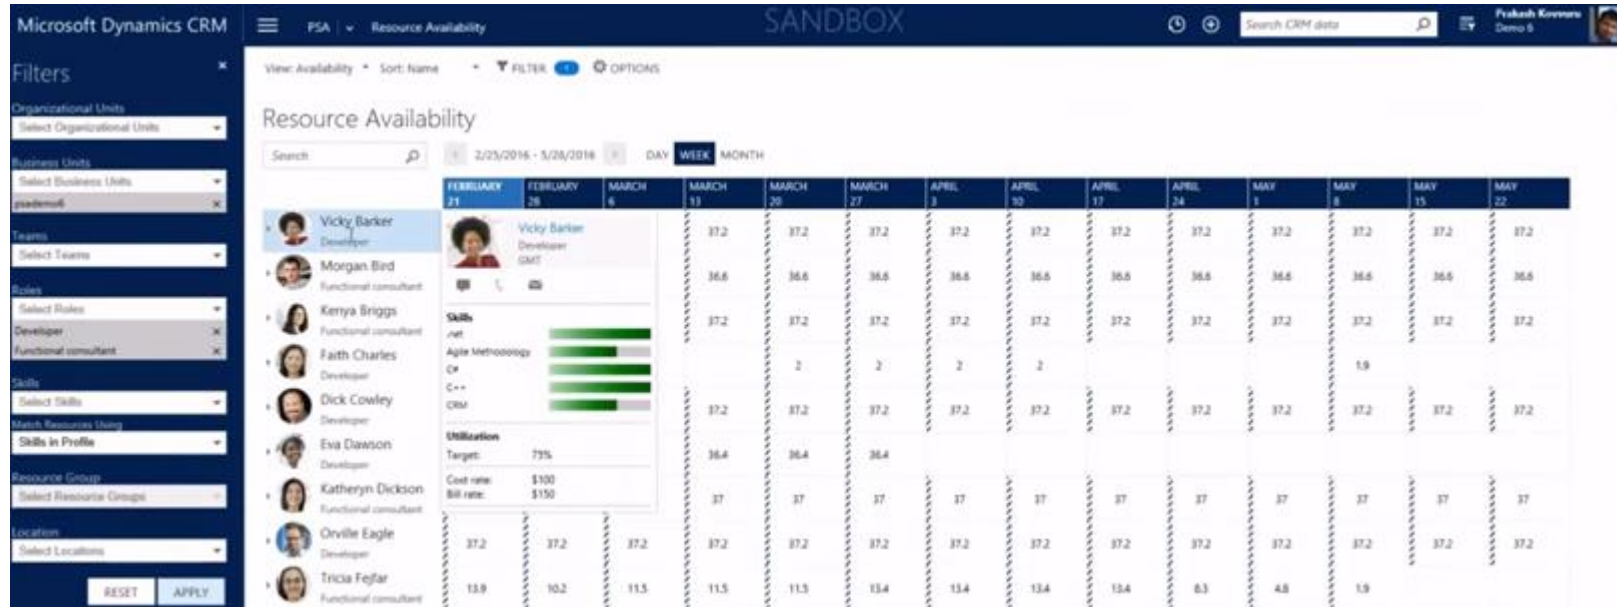 Microsoft Dynamics CRM
PSA
Resource Availability
SANDBOX
Search CRM data
Prakash Kovvuru
Demo 6
Filters
Organizational Units
Select Organizational Units
Business Units
Select Business Units
psademo6
Teams
Select Teams
Roles
Select Roles
Developer
Functional consultant
Skills
Select Skills
Match Resources Using
Skills in Profile
Resource Group
Select Resource Groups
Location
Select Locations
RESET APPLY
View: Availability Sort: Name FILTER 1 OPTIONS
Resource Availability
Search
2/25/2016 - 5/28/2016 DAY WEEK MONTH
FEBRUARY FEBRUARY MARCH MARCH MARCH MARCH APRIL APRIL APRIL APRIL MAY MAY MAY MAY
21 28 6 13 20 27 3 10 17 24 1 8 15 22
Vicky Barker
Developer
37.2 37.2 37.2 37.2 37.2 37.2 37.2 37.2 37.2 37.2 37.2
Morgan Bird
Functional consultant
36.6 36.6 36.6 36.6 36.6 36.6 36.6 36.6 36.6 36.6 36.6
Kenya Briggs
Functional consultant
37.2 37.2 37.2 37.2 37.2 37.2 37.2 37.2 37.2 37.2 37.2
Faith Charles
Developer
2 2 2 2 1.9
Dick Cowley
Developer
37.2 37.2 37.2 37.2 37.2 37.2 37.2 37.2 37.2 37.2 37.2
Eva Dawson
Developer
36.4 36.4 36.4
Katheryn Dickson
Functional consultant
37 37 37 37 37 37 37 37 37 37 37
Orville Eagle
Developer
37.2 37.2 37.2 37.2 37.2 37.2 37.2 37.2 37.2 37.2 37.2 37.2 37.2 37.2
Tricia Fejfar
Functional consultant
13.9 10.2 11.5 11.5 11.5 13.4 13.4 13.4 13.4 8.3 4.8 1.9
Vicky Barker
Developer
GMT
Skills
.net
Agile Methodology
C#
C++
CRM
Utilization
Target: 75%
Cost rate: $100
Bill rate: $150